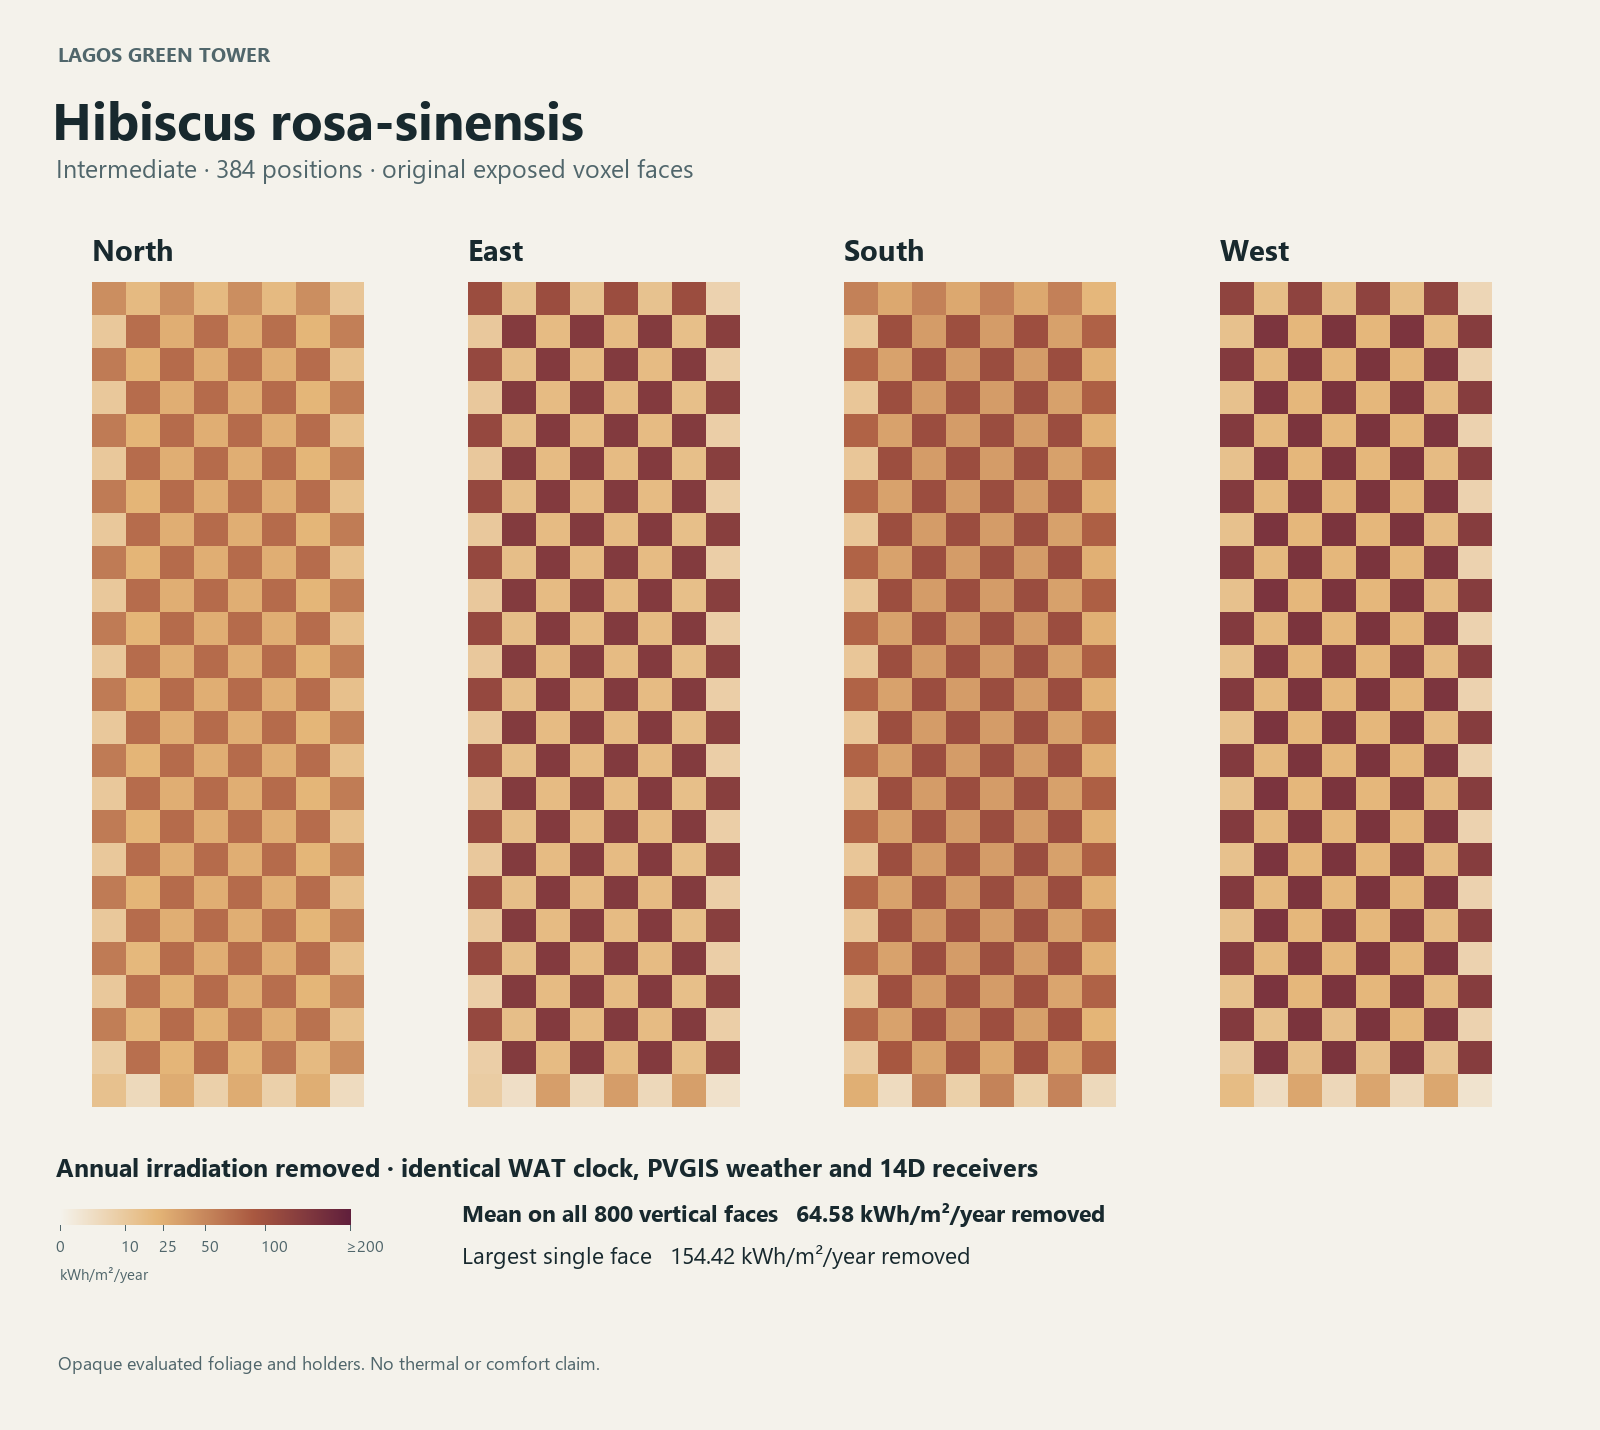 LAGOS GREEN TOWER
Hibiscus rosa-sinensis
Intermediate · 384 positions · original exposed voxel faces
North East South West
Annual irradiation removed · identical WAT clock, PVGIS weather and 14D receivers
Mean on all 800 vertical faces 64.58 kWh/m²/year removed
0 10 25 50 100 ≥200
Largest single face 154.42 kWh/m²/year removed
kWh/m²/year
Opaque evaluated foliage and holders. No thermal or comfort claim.